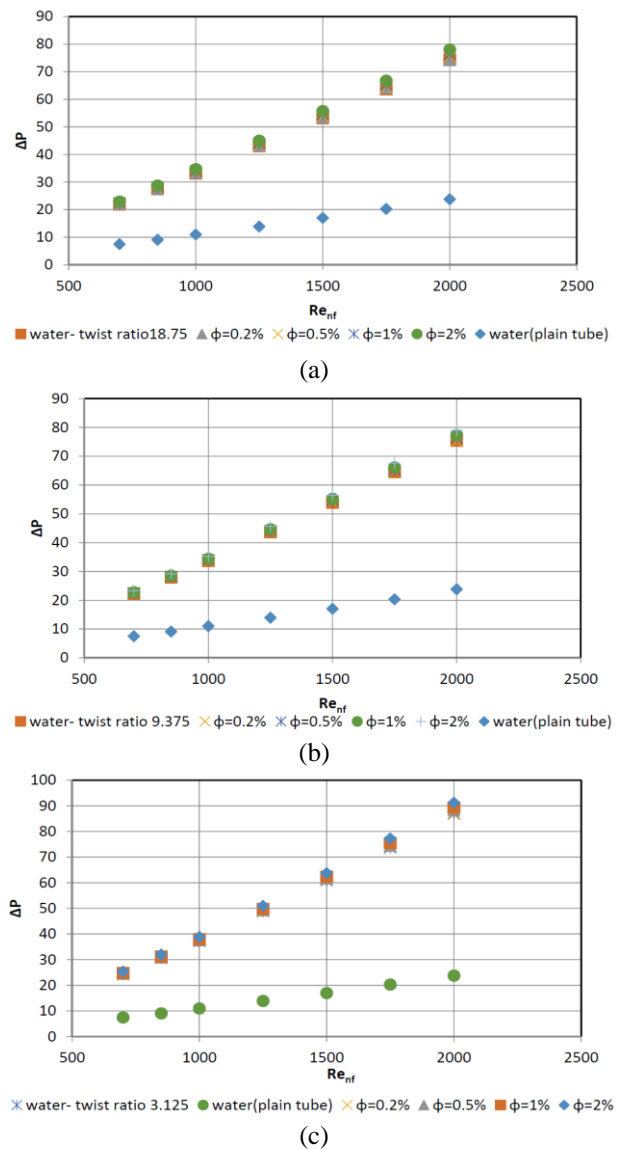 90
80
70
60
50
40
30
20
10
0
ΔP
500 1000 1500 2000 2500
Re_nf
water- twist ratio18.75 ϕ=0.2% ϕ=0.5% ϕ=1% ϕ=2% water(plain tube)
(a)
90
80
70
60
50
40
30
20
10
0
ΔP
500 1000 1500 2000 2500
Re_nf
water- twist ratio 9.375 ϕ=0.2% ϕ=0.5% ϕ=1% ϕ=2% water(plain tube)
(b)
100
90
80
70
60
50
40
30
20
10
0
ΔP
500 1000 1500 2000 2500
Re_nf
water- twist ratio 3.125 water(plain tube) ϕ=0.2% ϕ=0.5% ϕ=1% ϕ=2%
(c)